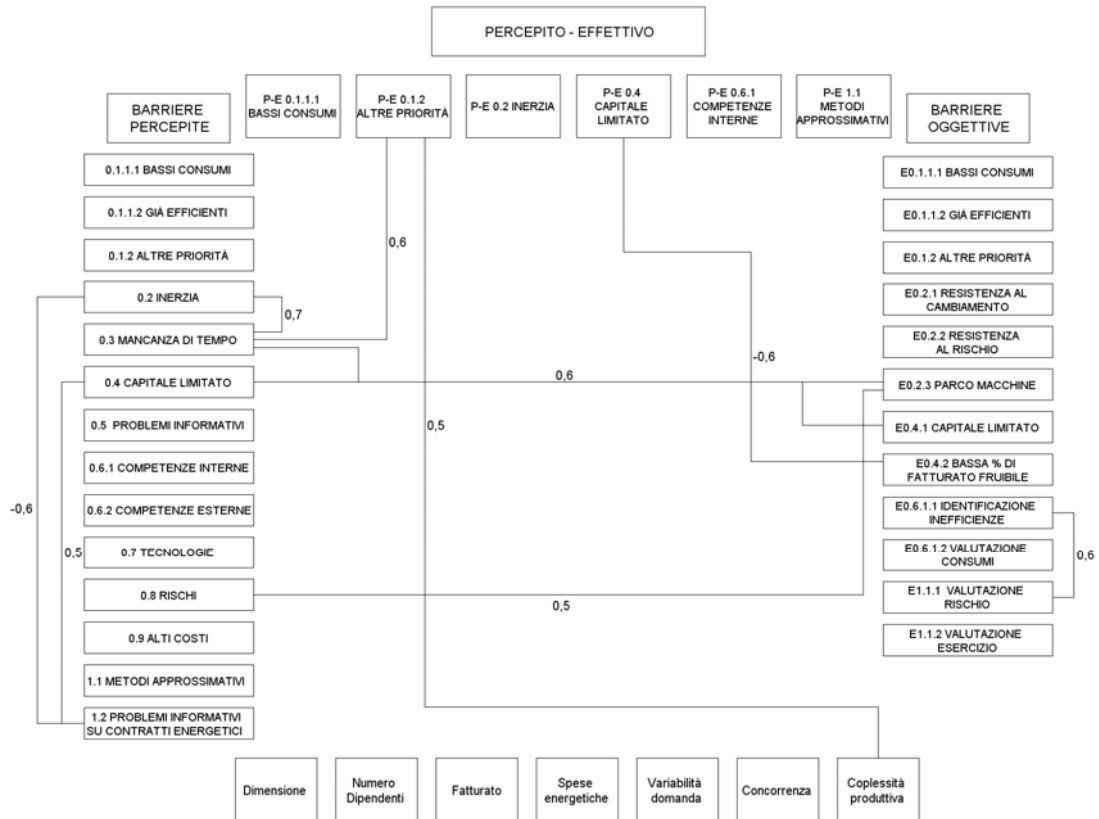 PERCEPITO - EFFETTIVO
P-E 0.1.1.1
BASSI CONSUMI
P-E 0.1.2
ALTRE PRIORITÀ
P-E 0.2 INERZIA
P-E 0.4
CAPITALE
LIMITATO
P-E 0.6.1
COMPETENZE
INTERNE
P-E 1.1
METODI
APPROSSIMATIVI
BARRIERE
PERCEPITE
BARRIERE
OGGETTIVE
0.1.1.1 BASSI CONSUMI
0.1.1.2 GIÀ EFFICIENTI
0.1.2 ALTRE PRIORITÀ
0.2 INERZIA
0.3 MANCANZA DI TEMPO
0.4 CAPITALE LIMITATO
0.5 PROBLEMI INFORMATIVI
0.6.1 COMPETENZE INTERNE
0.6.2 COMPETENZE ESTERNE
0.7 TECNOLOGIE
0.8 RISCHI
0.9 ALTI COSTI
1.1 METODI APPROSSIMATIVI
1.2 PROBLEMI INFORMATIVI
SU CONTRATTI ENERGETICI
-0,6
0,5
0,7
0,6
0,5
0,6
-0,6
0,5
E0.1.1.1 BASSI CONSUMI
E0.1.1.2 GIÀ EFFICIENTI
E0.1.2 ALTRE PRIORITÀ
E0.2.1 RESISTENZA AL
CAMBIAMENTO
E0.2.2 RESISTENZA
AL RISCHIO
E0.2.3 PARCO MACCHINE
E0.4.1 CAPITALE LIMITATO
E0.4.2 BASSA % DI
FATTURATO FRUIBILE
E0.6.1.1 IDENTIFICAZIONE
INEFFICIENZE
E0.6.1.2 VALUTAZIONE
CONSUMI
E1.1.1 VALUTAZIONE
RISCHIO
E1.1.2 VALUTAZIONE
ESERCIZIO
0,6
Dimensione
Numero
Dipendenti
Fatturato
Spese
energetiche
Variabilità
domanda
Concorrenza
Coplessità
produttiva